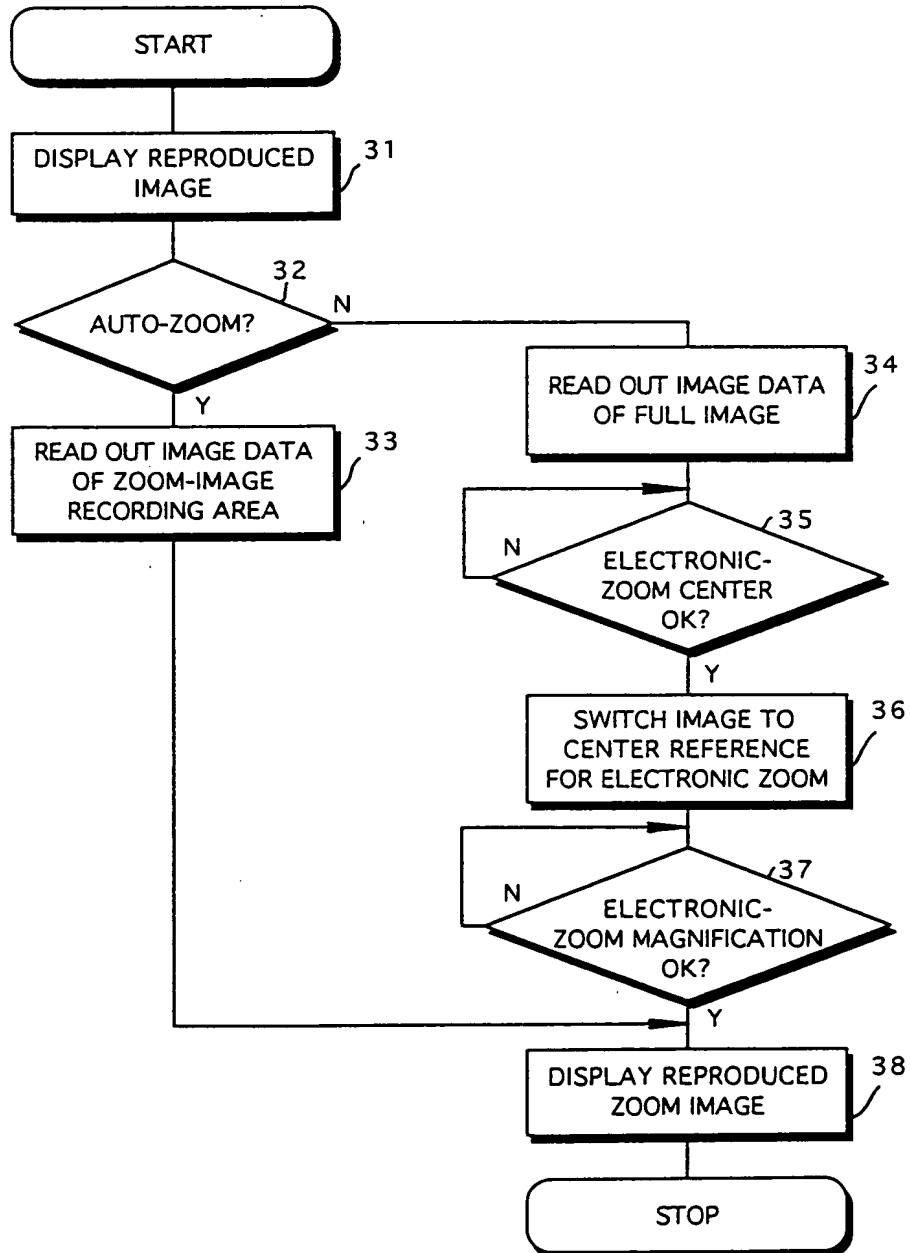 START
DISPLAY REPRODUCED
IMAGE
31
32
AUTO-ZOOM?
N
Y
READ OUT IMAGE DATA
OF ZOOM-IMAGE
RECORDING AREA
33
READ OUT IMAGE DATA
OF FULL IMAGE
34
35
N
ELECTRONIC-
ZOOM CENTER
OK?
Y
SWITCH IMAGE TO
CENTER REFERENCE
FOR ELECTRONIC ZOOM
36
37
N
ELECTRONIC-
ZOOM MAGNIFICATION
OK?
Y
DISPLAY REPRODUCED
ZOOM IMAGE
38
STOP